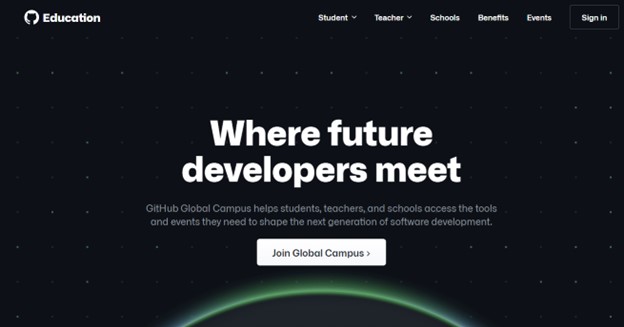 Education
Student
Teacher
Schools
Benefits
Events
Sign in
Where future
developers meet
GitHub Global Campus helps students, teachers, and schools access the tools
and events they need to shape the next generation of software development.
Join Global Campus ›